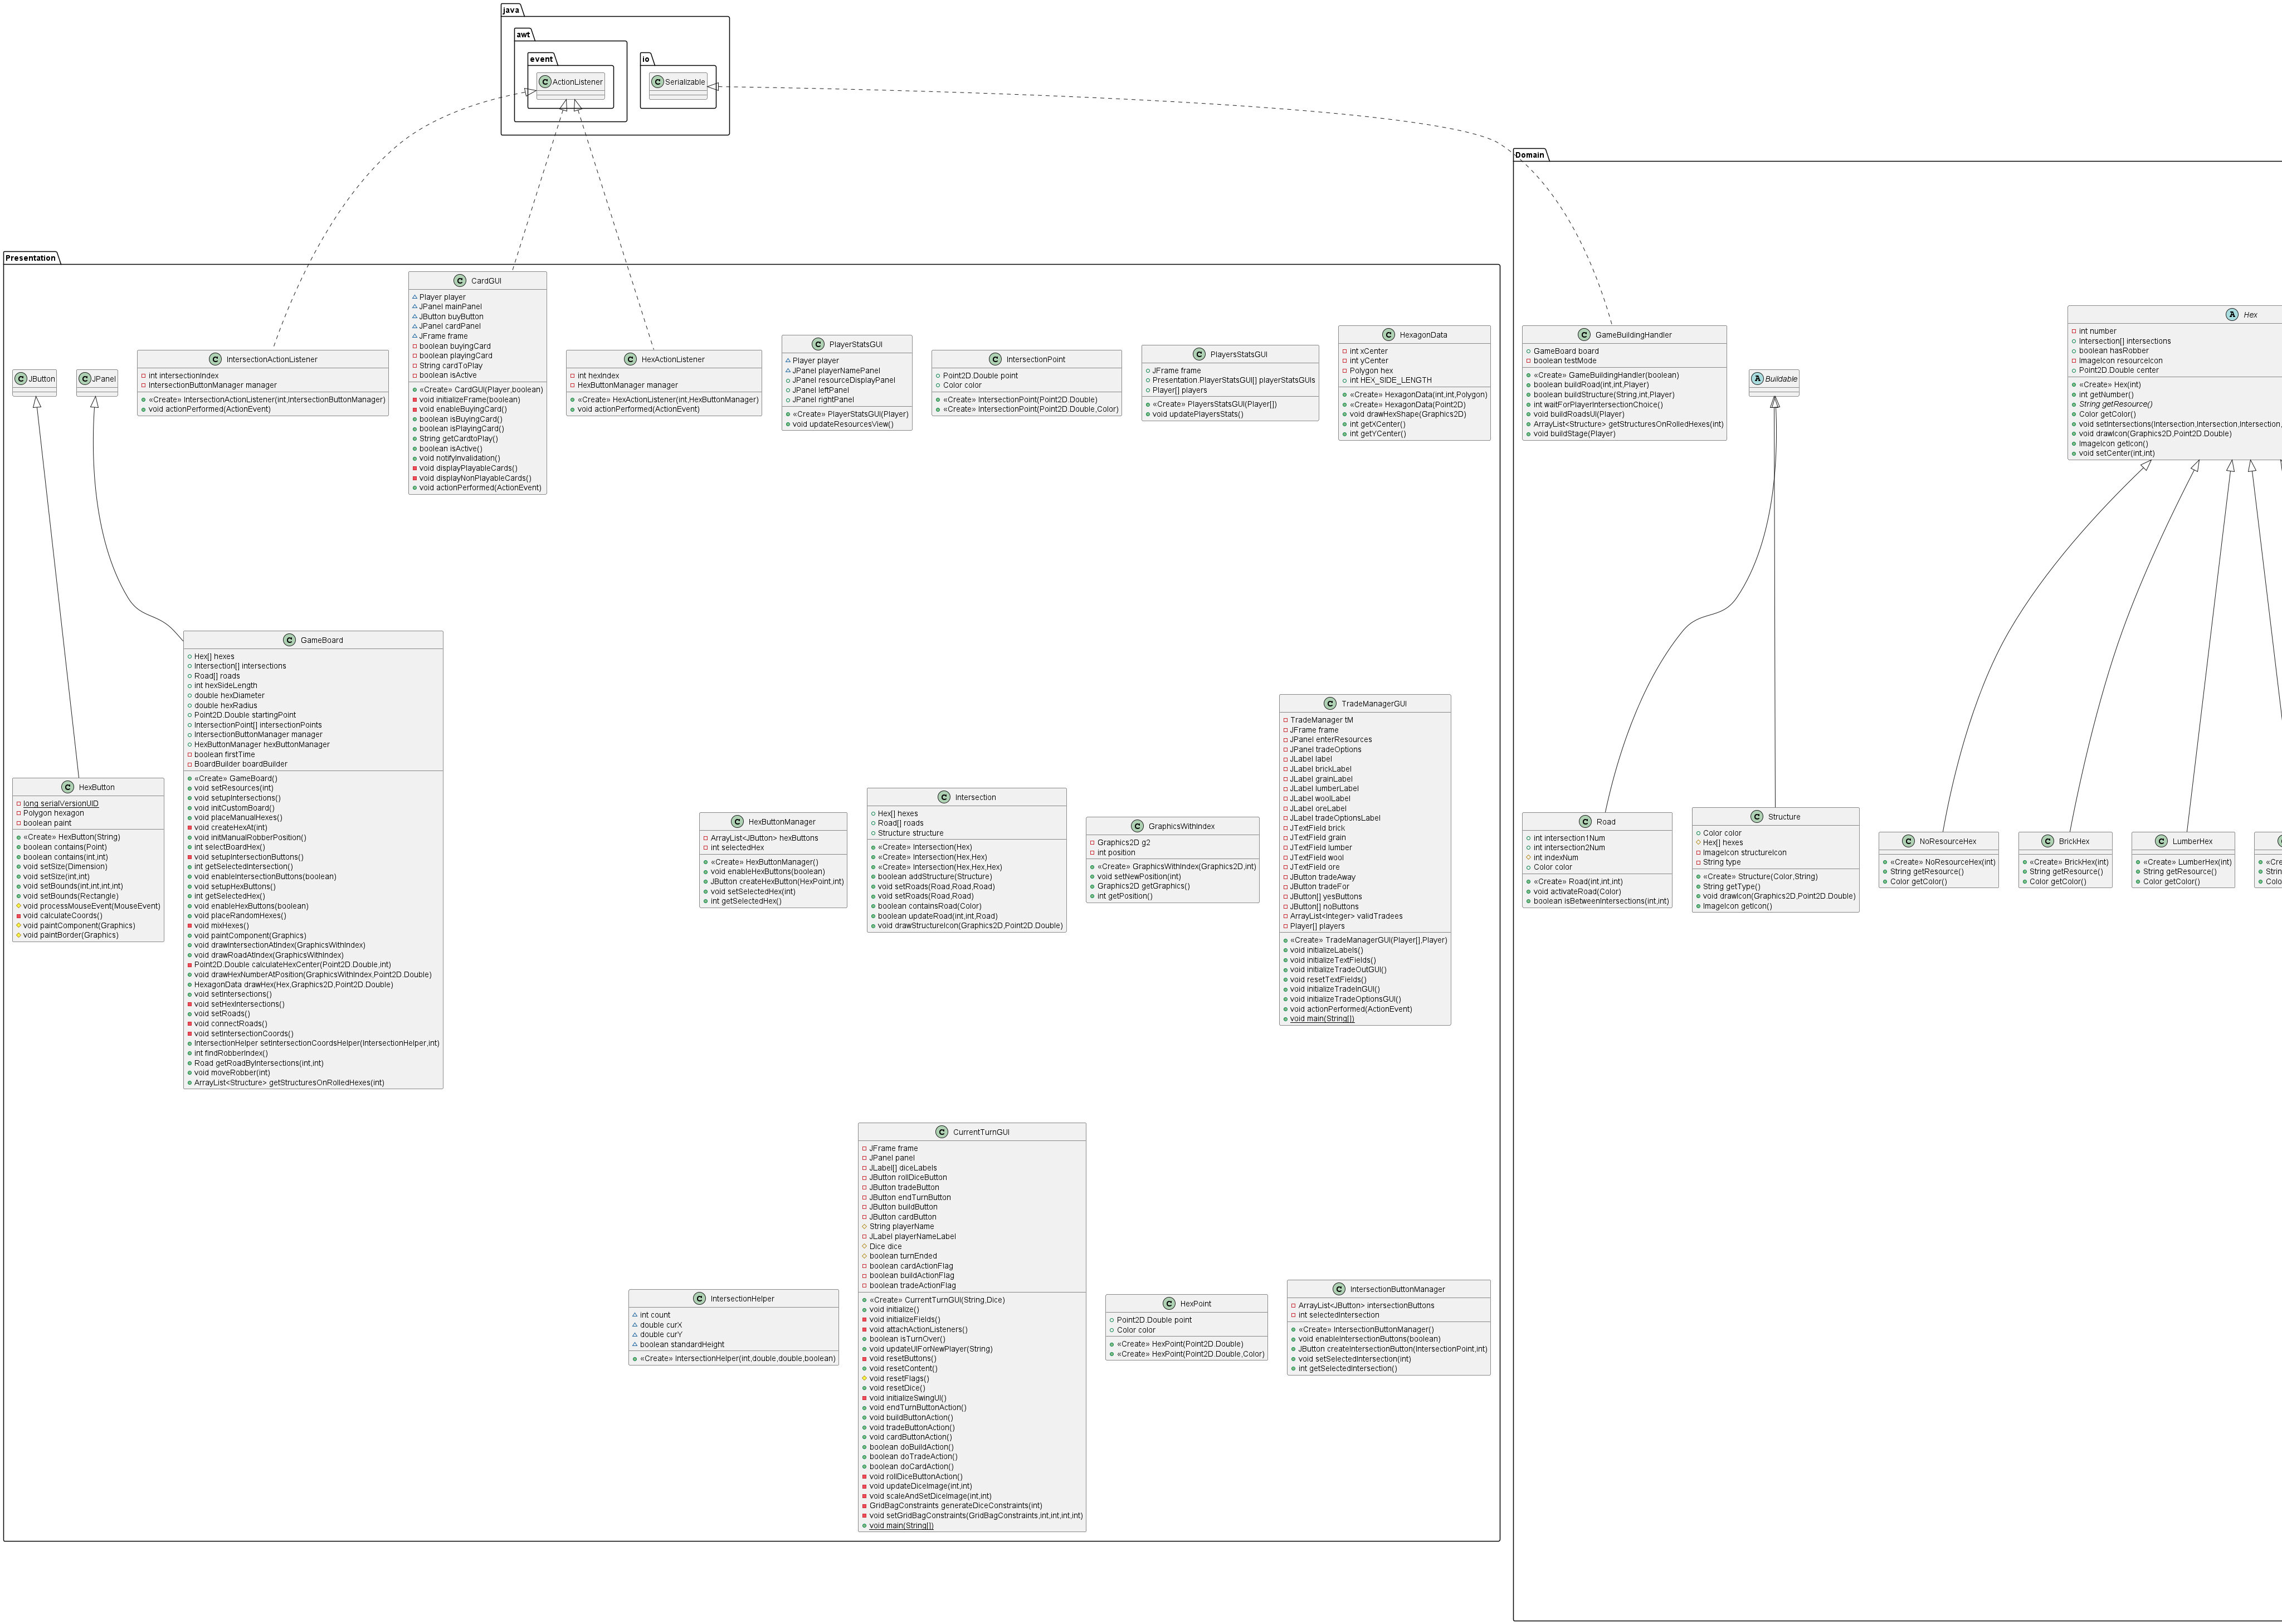 java
awt
event
C ActionListener
io
C Serializable
Presentation
C JButton
C JPanel
C IntersectionActionListener
int intersectionIndex
IntersectionButtonManager manager
«Create» IntersectionActionListener(int,IntersectionButtonManager)
void actionPerformed(ActionEvent)
C CardGUI
Player player
JPanel mainPanel
JButton buyButton
JPanel cardPanel
JFrame frame
boolean buyingCard
boolean playingCard
String cardToPlay
boolean isActive
«Create» CardGUI(Player,boolean)
void initializeFrame(boolean)
void enableBuyingCard()
boolean isBuyingCard()
boolean isPlayingCard()
String getCardtoPlay()
boolean isActive()
void notifyInvalidation()
void displayPlayableCards()
void displayNonPlayableCards()
void actionPerformed(ActionEvent)
C HexActionListener
int hexIndex
HexButtonManager manager
«Create» HexActionListener(int,HexButtonManager)
void actionPerformed(ActionEvent)
C PlayerStatsGUI
Player player
JPanel playerNamePanel
JPanel resourceDisplayPanel
JPanel leftPanel
JPanel rightPanel
«Create» PlayerStatsGUI(Player)
void updateResourcesView()
C IntersectionPoint
Point2D.Double point
Color color
«Create» IntersectionPoint(Point2D.Double)
«Create» IntersectionPoint(Point2D.Double,Color)
C PlayersStatsGUI
JFrame frame
Presentation.PlayerStatsGUI[] playerStatsGUIs
Player[] players
«Create» PlayersStatsGUI(Player[])
void updatePlayersStats()
C HexagonData
int xCenter
int yCenter
Polygon hex
int HEX_SIDE_LENGTH
«Create» HexagonData(int,int,Polygon)
«Create» HexagonData(Point2D)
void drawHexShape(Graphics2D)
int getXCenter()
int getYCenter()
C GameBoard
Hex[] hexes
Intersection[] intersections
Road[] roads
int hexSideLength
double hexDiameter
double hexRadius
Point2D.Double startingPoint
IntersectionPoint[] intersectionPoints
IntersectionButtonManager manager
HexButtonManager hexButtonManager
boolean firstTime
BoardBuilder boardBuilder
«Create» GameBoard()
void setResources(int)
void setupIntersections()
void initCustomBoard()
void placeManualHexes()
void createHexAt(int)
void initManualRobberPosition()
int selectBoardHex()
void setupIntersectionButtons()
int getSelectedIntersection()
void enableIntersectionButtons(boolean)
void setupHexButtons()
int getSelectedHex()
void enableHexButtons(boolean)
void placeRandomHexes()
void mixHexes()
void paintComponent(Graphics)
void drawIntersectionAtIndex(GraphicsWithIndex)
void drawRoadAtIndex(GraphicsWithIndex)
Point2D.Double calculateHexCenter(Point2D.Double,int)
void drawHexNumberAtPosition(GraphicsWithIndex,Point2D.Double)
HexagonData drawHex(Hex,Graphics2D,Point2D.Double)
void setIntersections()
void setHexIntersections()
void setRoads()
void connectRoads()
void setIntersectionCoords()
IntersectionHelper setIntersectionCoordsHelper(IntersectionHelper,int)
int findRobberIndex()
Road getRoadByIntersections(int,int)
void moveRobber(int)
ArrayList<Structure> getStructuresOnRolledHexes(int)
C HexButton
long serialVersionUID
Polygon hexagon
boolean paint
«Create» HexButton(String)
boolean contains(Point)
boolean contains(int,int)
void setSize(Dimension)
void setSize(int,int)
void setBounds(int,int,int,int)
void setBounds(Rectangle)
void processMouseEvent(MouseEvent)
void calculateCoords()
void paintComponent(Graphics)
void paintBorder(Graphics)
C HexButtonManager
ArrayList<JButton> hexButtons
int selectedHex
«Create» HexButtonManager()
void enableHexButtons(boolean)
JButton createHexButton(HexPoint,int)
void setSelectedHex(int)
int getSelectedHex()
C Intersection
Hex[] hexes
Road[] roads
Structure structure
«Create» Intersection(Hex)
«Create» Intersection(Hex,Hex)
«Create» Intersection(Hex,Hex,Hex)
boolean addStructure(Structure)
void setRoads(Road,Road,Road)
void setRoads(Road,Road)
boolean containsRoad(Color)
boolean updateRoad(int,int,Road)
void drawStructureIcon(Graphics2D,Point2D.Double)
C GraphicsWithIndex
Graphics2D g2
int position
«Create» GraphicsWithIndex(Graphics2D,int)
void setNewPosition(int)
Graphics2D getGraphics()
int getPosition()
C TradeManagerGUI
TradeManager tM
JFrame frame
JPanel enterResources
JPanel tradeOptions
JLabel label
JLabel brickLabel
JLabel grainLabel
JLabel lumberLabel
JLabel woolLabel
JLabel oreLabel
JLabel tradeOptionsLabel
JTextField brick
JTextField grain
JTextField lumber
JTextField wool
JTextField ore
JButton tradeAway
JButton tradeFor
JButton[] yesButtons
JButton[] noButtons
ArrayList<Integer> validTradees
Player[] players
«Create» TradeManagerGUI(Player[],Player)
void initializeLabels()
void initializeTextFields()
void initializeTradeOutGUI()
void resetTextFields()
void initializeTradeInGUI()
void initializeTradeOptionsGUI()
void actionPerformed(ActionEvent)
void main(String[])
C IntersectionHelper
int count
double curX
double curY
boolean standardHeight
«Create» IntersectionHelper(int,double,double,boolean)
C CurrentTurnGUI
JFrame frame
JPanel panel
JLabel[] diceLabels
JButton rollDiceButton
JButton tradeButton
JButton endTurnButton
JButton buildButton
JButton cardButton
String playerName
JLabel playerNameLabel
Dice dice
boolean turnEnded
boolean cardActionFlag
boolean buildActionFlag
boolean tradeActionFlag
«Create» CurrentTurnGUI(String,Dice)
void initialize()
void initializeFields()
void attachActionListeners()
boolean isTurnOver()
void updateUIForNewPlayer(String)
void resetButtons()
void resetContent()
void resetFlags()
void resetDice()
void initializeSwingUI()
void endTurnButtonAction()
void buildButtonAction()
void tradeButtonAction()
void cardButtonAction()
boolean doBuildAction()
boolean doTradeAction()
boolean doCardAction()
void rollDiceButtonAction()
void updateDiceImage(int,int)
void scaleAndSetDiceImage(int,int)
GridBagConstraints generateDiceConstraints(int)
void setGridBagConstraints(GridBagConstraints,int,int,int,int)
void main(String[])
C HexPoint
Point2D.Double point
Color color
«Create» HexPoint(Point2D.Double)
«Create» HexPoint(Point2D.Double,Color)
C IntersectionButtonManager
ArrayList<JButton> intersectionButtons
int selectedIntersection
«Create» IntersectionButtonManager()
void enableIntersectionButtons(boolean)
JButton createIntersectionButton(IntersectionPoint,int)
void setSelectedIntersection(int)
int getSelectedIntersection()
Domain
C GameBuildingHandler
GameBoard board
boolean testMode
«Create» GameBuildingHandler(boolean)
boolean buildRoad(int,int,Player)
boolean buildStructure(String,int,Player)
int waitForPlayerIntersectionChoice()
void buildRoadsUI(Player)
ArrayList<Structure> getStructuresOnRolledHexes(int)
void buildStage(Player)
A Buildable
A Hex
int number
Intersection[] intersections
boolean hasRobber
ImageIcon resourceIcon
Point2D.Double center
«Create» Hex(int)
int getNumber()
String getResource()
Color getColor()
void setIntersections(Intersection,Intersection,Intersection,
void drawIcon(Graphics2D,Point2D.Double)
ImageIcon getIcon()
void setCenter(int,int)
C Road
int intersection1Num
int intersection2Num
int indexNum
Color color
«Create» Road(int,int,int)
void activateRoad(Color)
boolean isBetweenIntersections(int,int)
C Structure
Color color
Hex[] hexes
ImageIcon structureIcon
String type
«Create» Structure(Color,String)
String getType()
void drawIcon(Graphics2D,Point2D.Double)
ImageIcon getIcon()
C NoResourceHex
«Create» NoResourceHex(int)
String getResource()
Color getColor()
C BrickHex
«Create» BrickHex(int)
String getResource()
Color getColor()
C LumberHex
«Create» LumberHex(int)
String getResource()
Color getColor()